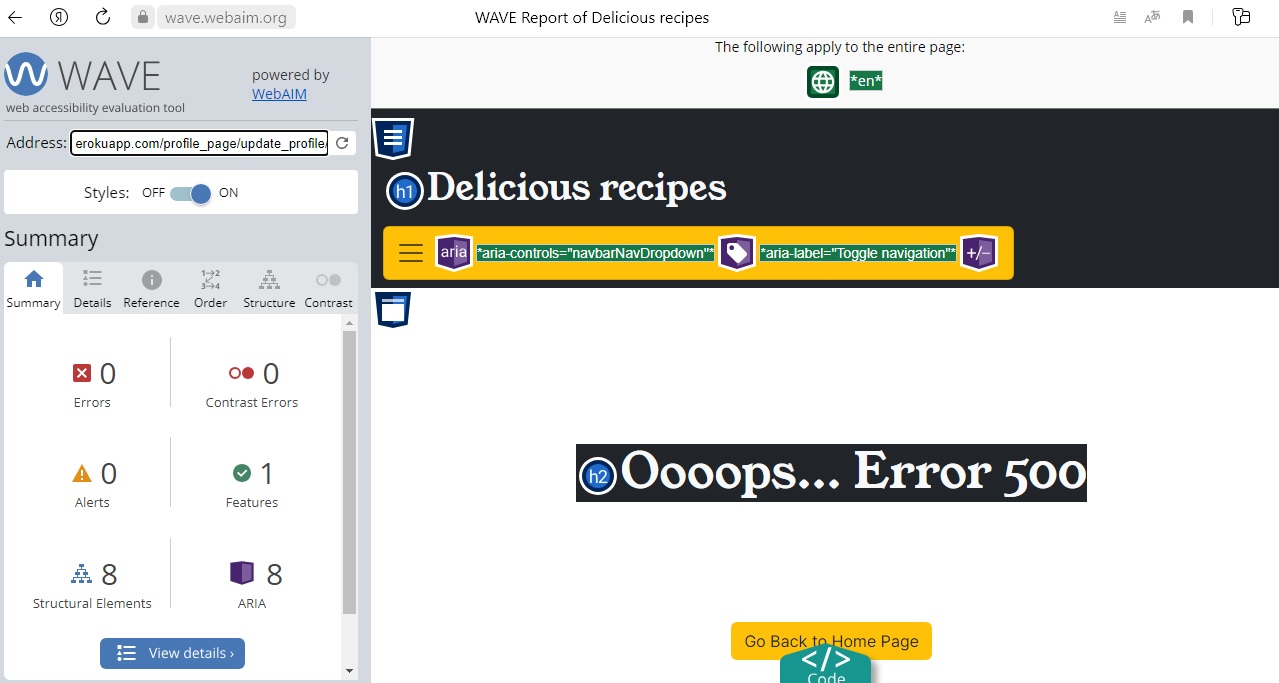 wave.webaim.org
WAVE Report of Delicious recipes
WAVE
web accessibility evaluation tool
powered by
WebAIM
Address: erokuapp.com/profile_page/update_profile/
Styles: OFF ON
Summary
Summary Details Reference Order Structure Contrast
0
Errors
0
Contrast Errors
0
Alerts
1
Features
8
Structural Elements
8
ARIA
View details ›
The following apply to the entire page:
*en*
h1 Delicious recipes
aria *aria-controls="navbarNavDropdown"* *aria-label="Toggle navigation"* +/−
h2 Oooops... Error 500
Go Back to Home Page
</>
Code